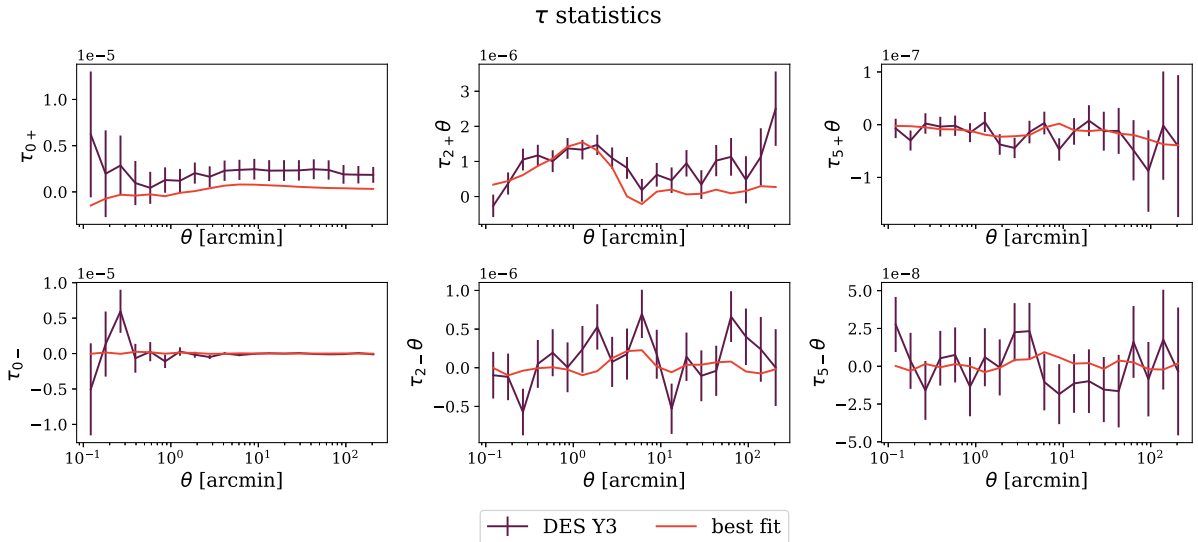 τ statistics
1e−5 1e−6 1e−7
τ0+ 1.0 0.5 0.0
τ2+θ 3 2 1 0
τ5+θ 1 0 −1
θ [arcmin] θ [arcmin] θ [arcmin]
1e−5 1e−6 1e−8
τ0− 1.0 0.5 0.0 −0.5 −1.0
τ2−θ 1.0 0.5 0.0 −0.5
τ5−θ 5.0 2.5 0.0 −2.5 −5.0
10⁻¹ 10⁰ 10¹ 10² 10⁻¹ 10⁰ 10¹ 10² 10⁻¹ 10⁰ 10¹ 10²
θ [arcmin] θ [arcmin] θ [arcmin]
DES Y3 best fit